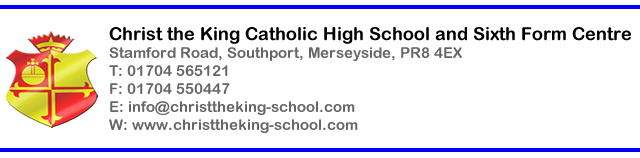 Christ the King Catholic High School and Sixth Form Centre
Stamford Road, Southport, Merseyside, PR8 4EX
T: 01704 565121
F: 01704 550447
E: info@christtheking-school.com
W: www.christtheking-school.com